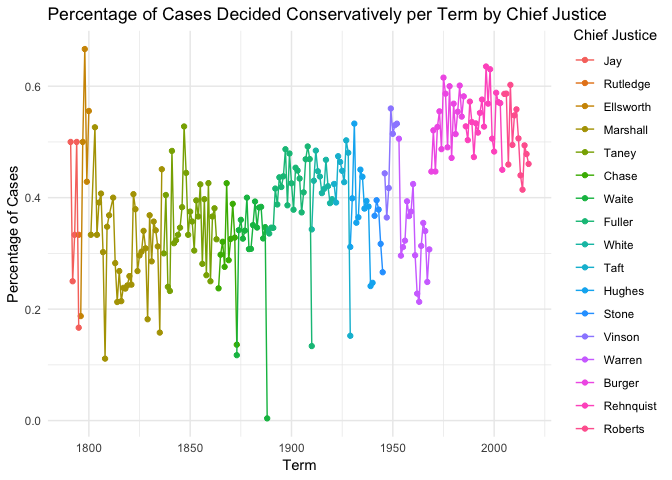 Percentage of Cases Decided Conservatively per Term by Chief Justice
Percentage of Cases
0.6
0.4
0.2
0.0
1800
1850
1900
1950
2000
Term
Chief Justice
Jay
Rutledge
Ellsworth
Marshall
Taney
Chase
Waite
Fuller
White
Taft
Hughes
Stone
Vinson
Warren
Burger
Rehnquist
Roberts